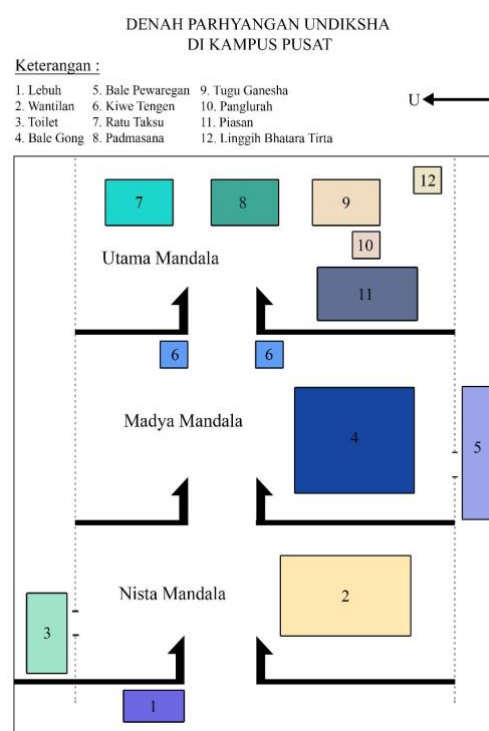 DENAH PARHYANGAN UNDIKSHA
DI KAMPUS PUSAT
Keterangan :
1. Lebuh 5. Bale Pewaregan 9. Tugu Ganesha
2. Wantilan 6. Kiwe Tengen 10. Panglurah
3. Toilet 7. Ratu Taksu 11. Piasan
4. Bale Gong 8. Padmasana 12. Linggih Bhatara Tirta
U
12
7 8 9
10
Utama Mandala
11
6 6
Madya Mandala
4
5
Nista Mandala
2
3
1